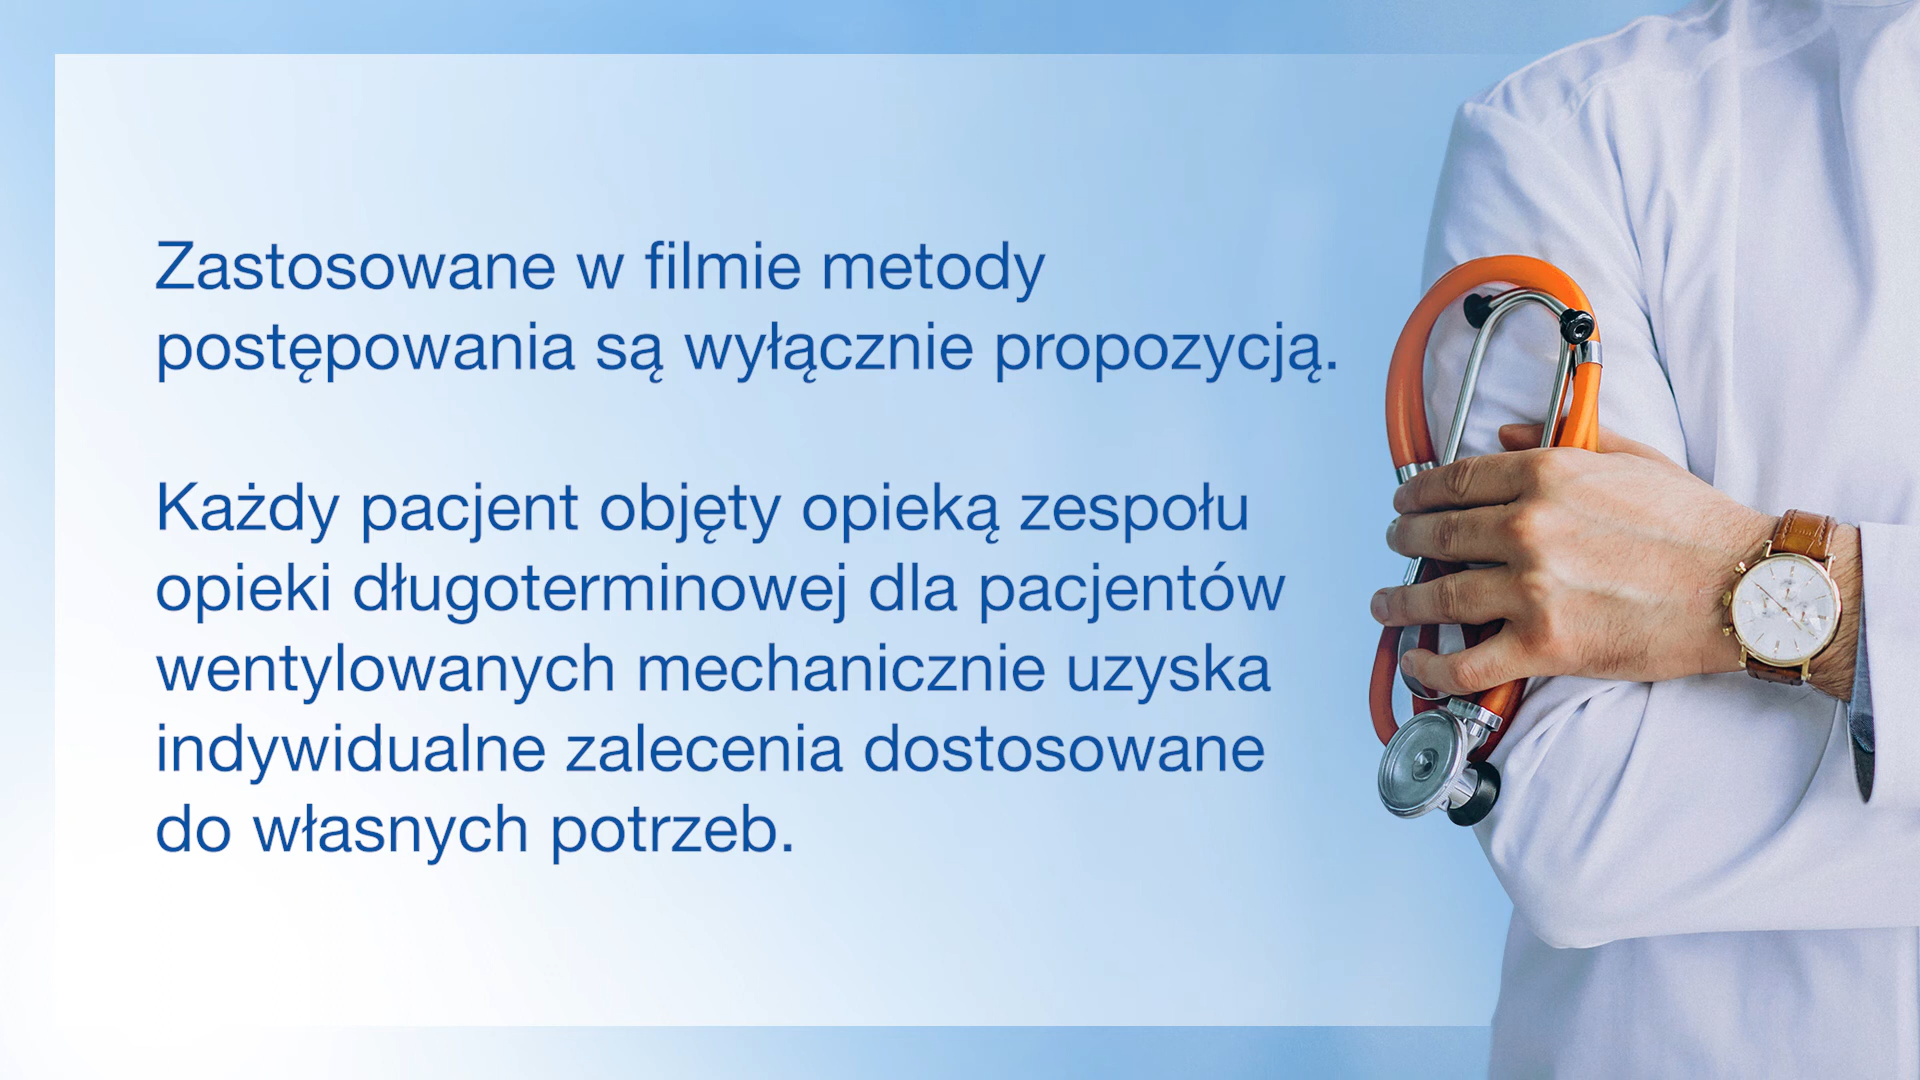 Zastosowane w filmie metody
postępowania są wyłącznie propozycją.
Każdy pacjent objęty opieką zespołu
opieki długoterminowej dla pacjentów
wentylowanych mechanicznie uzyska
indywidualne zalecenia dostosowane
do własnych potrzeb.